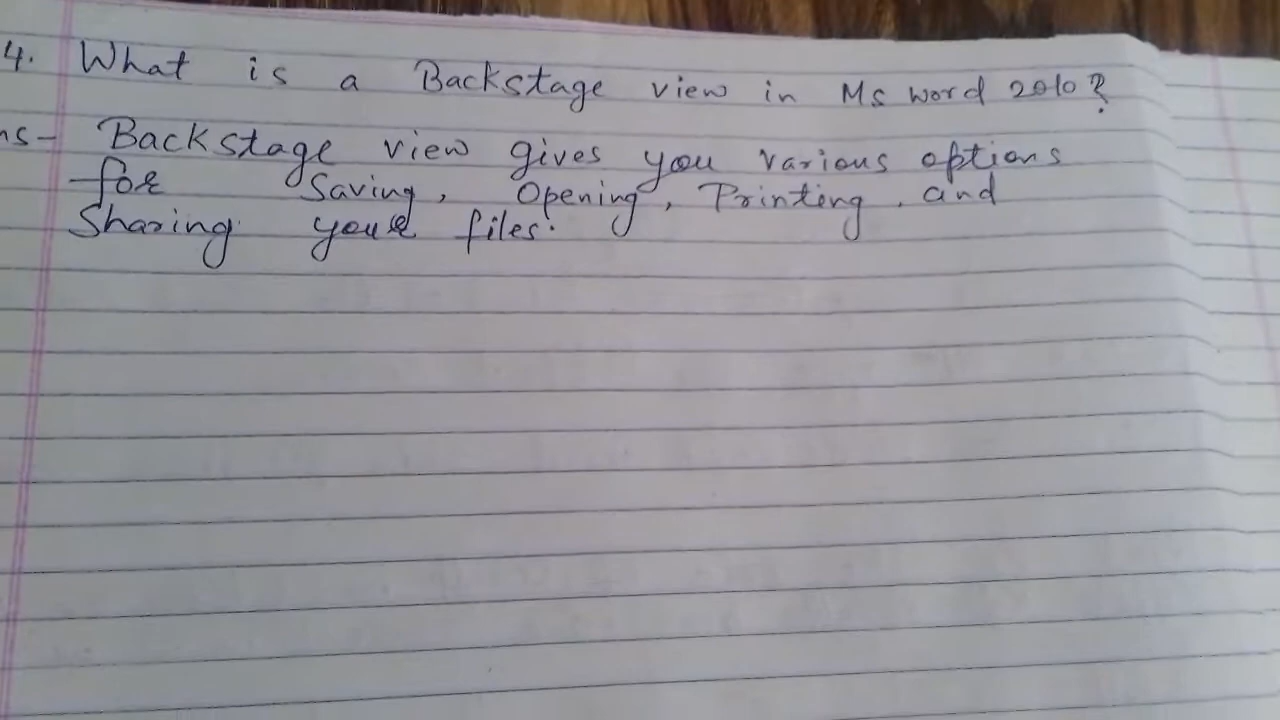 4. What is a Backstage view in Ms word 2010?
ns- Backstage view gives you various options
for Saving, Opening, Printing, and
Sharing your files.